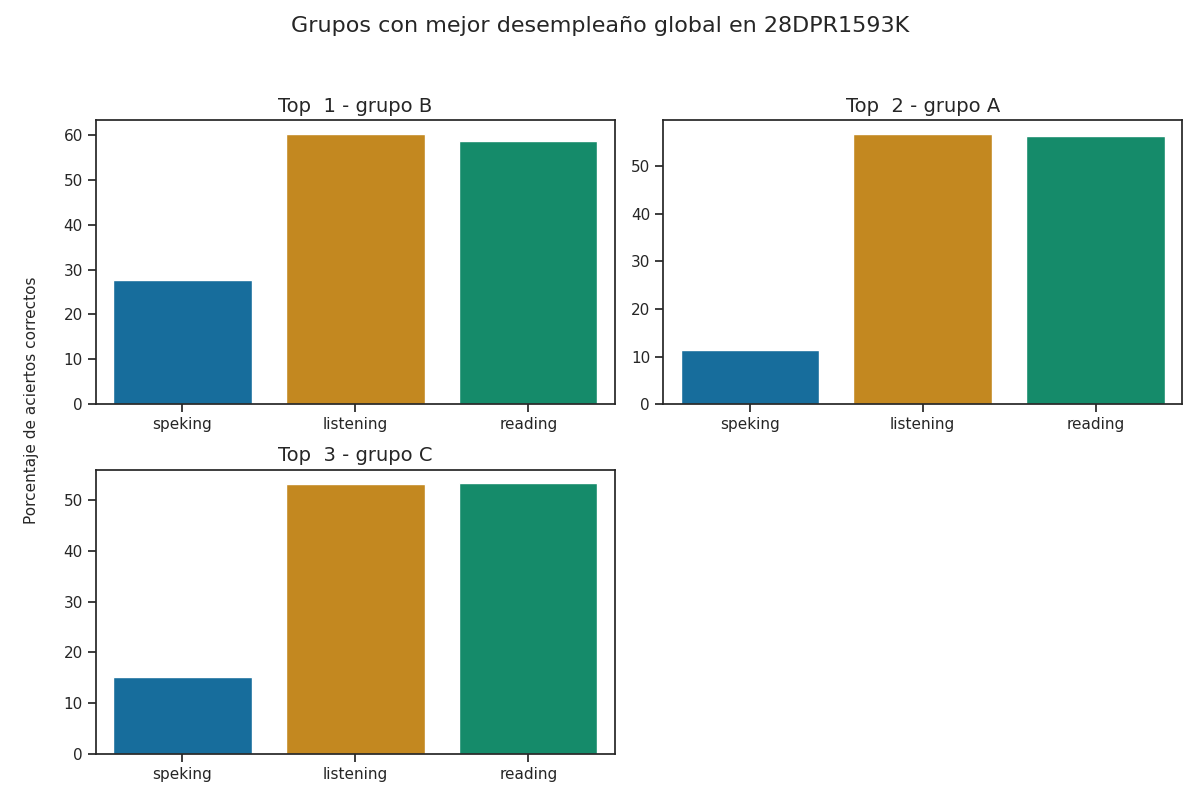 Grupos con mejor desempleaño global en 28DPR1593K
Porcentaje de aciertos correctos
Top  1 - grupo B
60
50
40
30
20
10
0
speking
listening
reading
Top  2 - grupo A
50
40
30
20
10
0
speking
listening
reading
Top  3 - grupo C
50
40
30
20
10
0
speking
listening
reading